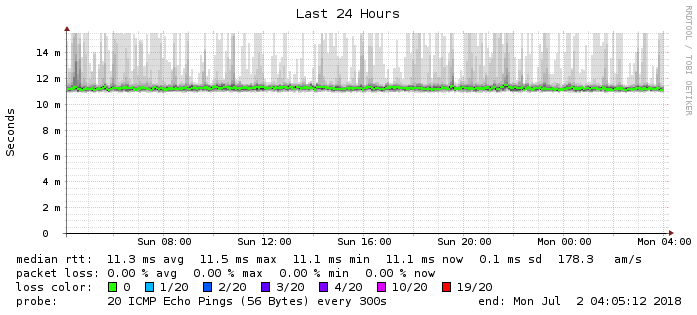 Last 24 Hours
RRDTOOL / TOBI OETIKER
Seconds
14 m
12 m
10 m
8 m
6 m
4 m
2 m
0
Sun 08:00 Sun 12:00 Sun 16:00 Sun 20:00 Mon 00:00 Mon 04:00
median rtt: 11.3 ms avg 11.5 ms max 11.1 ms min 11.1 ms now 0.1 ms sd 178.3 am/s
packet loss: 0.00 % avg 0.00 % max 0.00 % min 0.00 % now
loss color: 0 1/20 2/20 3/20 4/20 10/20 19/20
probe: 20 ICMP Echo Pings (56 Bytes) every 300s end: Mon Jul 2 04:05:12 2018